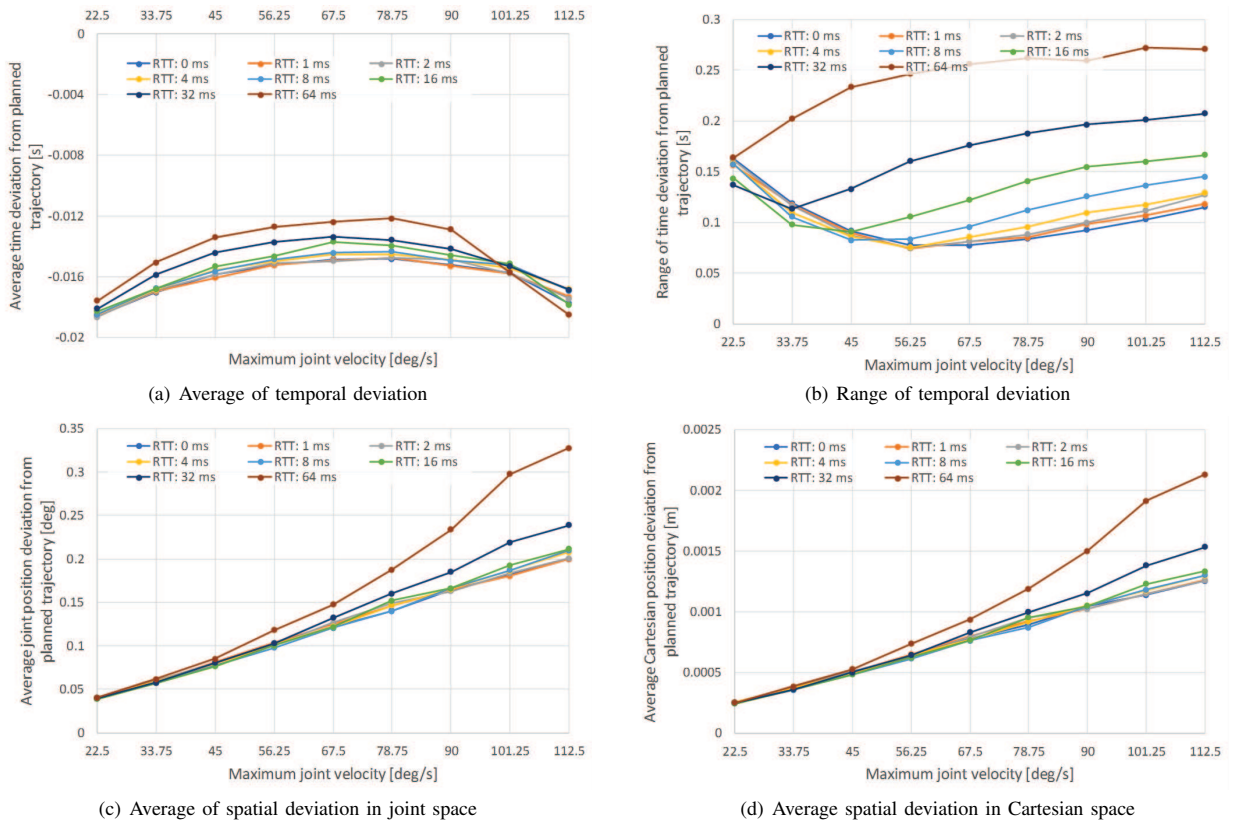 22.5 33.75 45 56.25 67.5 78.75 90 101.25 112.5
0
-0.004
-0.008
-0.012
-0.016
-0.02
Average time deviation from planned
trajectory [s]
RTT: 0 ms RTT: 1 ms RTT: 2 ms
RTT: 4 ms RTT: 8 ms RTT: 16 ms
RTT: 32 ms RTT: 64 ms
Maximum joint velocity [deg/s]
(a) Average of temporal deviation
0.3
0.25
0.2
0.15
0.1
0.05
0
Range of time deviation from planned
trajectory [s]
RTT: 0 ms RTT: 1 ms RTT: 2 ms
RTT: 4 ms RTT: 8 ms RTT: 16 ms
RTT: 32 ms RTT: 64 ms
22.5 33.75 45 56.25 67.5 78.75 90 101.25 112.5
Maximum joint velocity [deg/s]
(b) Range of temporal deviation
0.35
0.3
0.25
0.2
0.15
0.1
0.05
0
Average joint position deviation from
planned trajectory [deg]
RTT: 0 ms RTT: 1 ms RTT: 2 ms
RTT: 4 ms RTT: 8 ms RTT: 16 ms
RTT: 32 ms RTT: 64 ms
22.5 33.75 45 56.25 67.5 78.75 90 101.25 112.5
Maximum joint velocity [deg/s]
(c) Average of spatial deviation in joint space
0.0025
0.002
0.0015
0.001
0.0005
0
Average Cartesian position deviation from
planned trajectory [m]
RTT: 0 ms RTT: 1 ms RTT: 2 ms
RTT: 4 ms RTT: 8 ms RTT: 16 ms
RTT: 32 ms RTT: 64 ms
22.5 33.75 45 56.25 67.5 78.75 90 101.25 112.5
Maximum joint velocity [deg/s]
(d) Average spatial deviation in Cartesian space